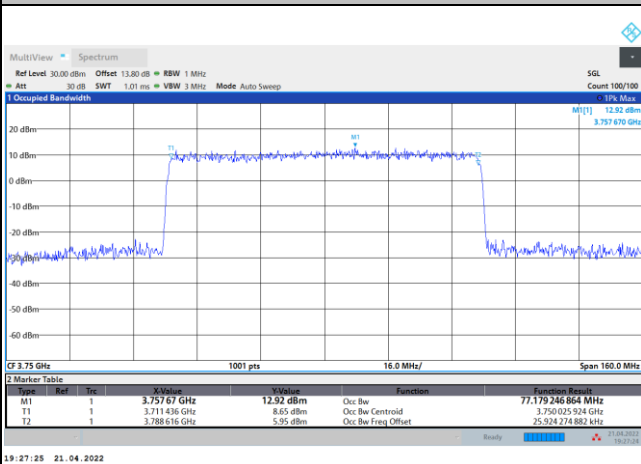 MultiView Spectrum
Ref Level 30.00 dBm Offset 13.80 dB RBW 1 MHz SGL
Att 30 dB SWT 1.01 ms VBW 3 MHz Mode Auto Sweep Count 100/100
1 Occupied Bandwidth 1Pk Max
M1[1] 12.92 dBm
3.757 670 GHz
20 dBm
M1
T1
T2
10 dBm
0 dBm
-10 dBm
-20 dBm
-30 dBm
-40 dBm
-50 dBm
-60 dBm
CF 3.75 GHz 1001 pts 16.0 MHz/ Span 160.0 MHz
2 Marker Table
Type Ref Trc X-Value Y-Value Function Function Result
M1 1 3.757 67 GHz 12.92 dBm Occ Bw 77.179 246 864 MHz
T1 1 3.711 436 GHz 8.65 dBm Occ Bw Centroid 3.750 025 924 GHz
T2 1 3.788 616 GHz 5.95 dBm Occ Bw Freq Offset 25.924 274 882 kHz
Ready 21.04.2022
19:27:24
19:27:25 21.04.2022